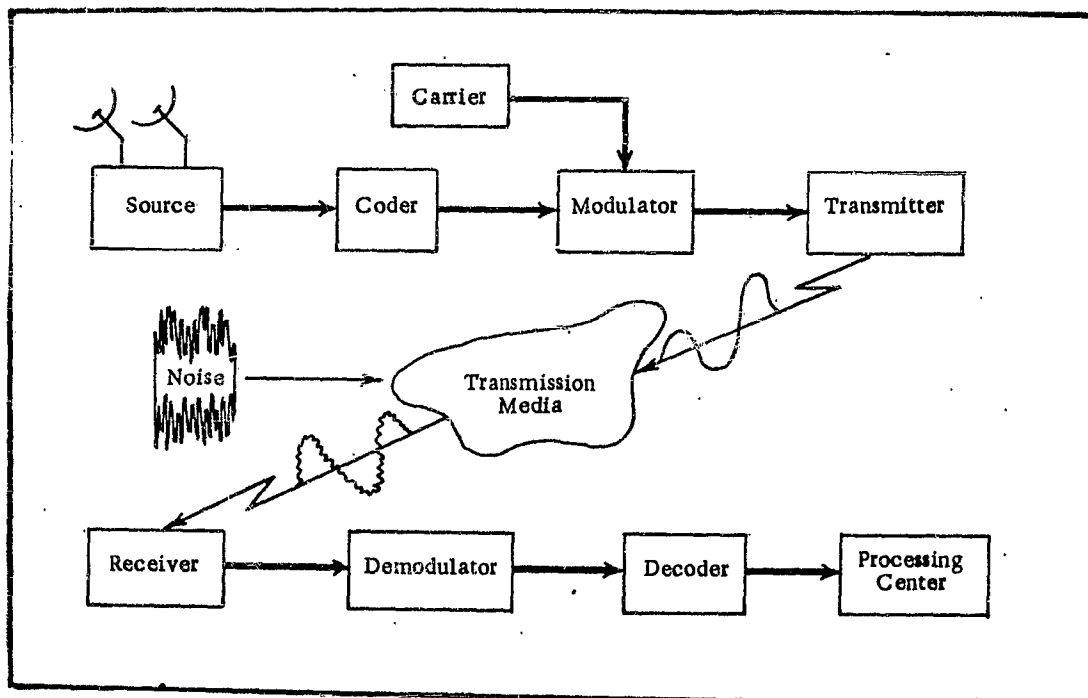 Carrier
Source
Coder
Modulator
Transmitter
Noise
Transmission
Media
Receiver
Demodulator
Decoder
Processing
Center